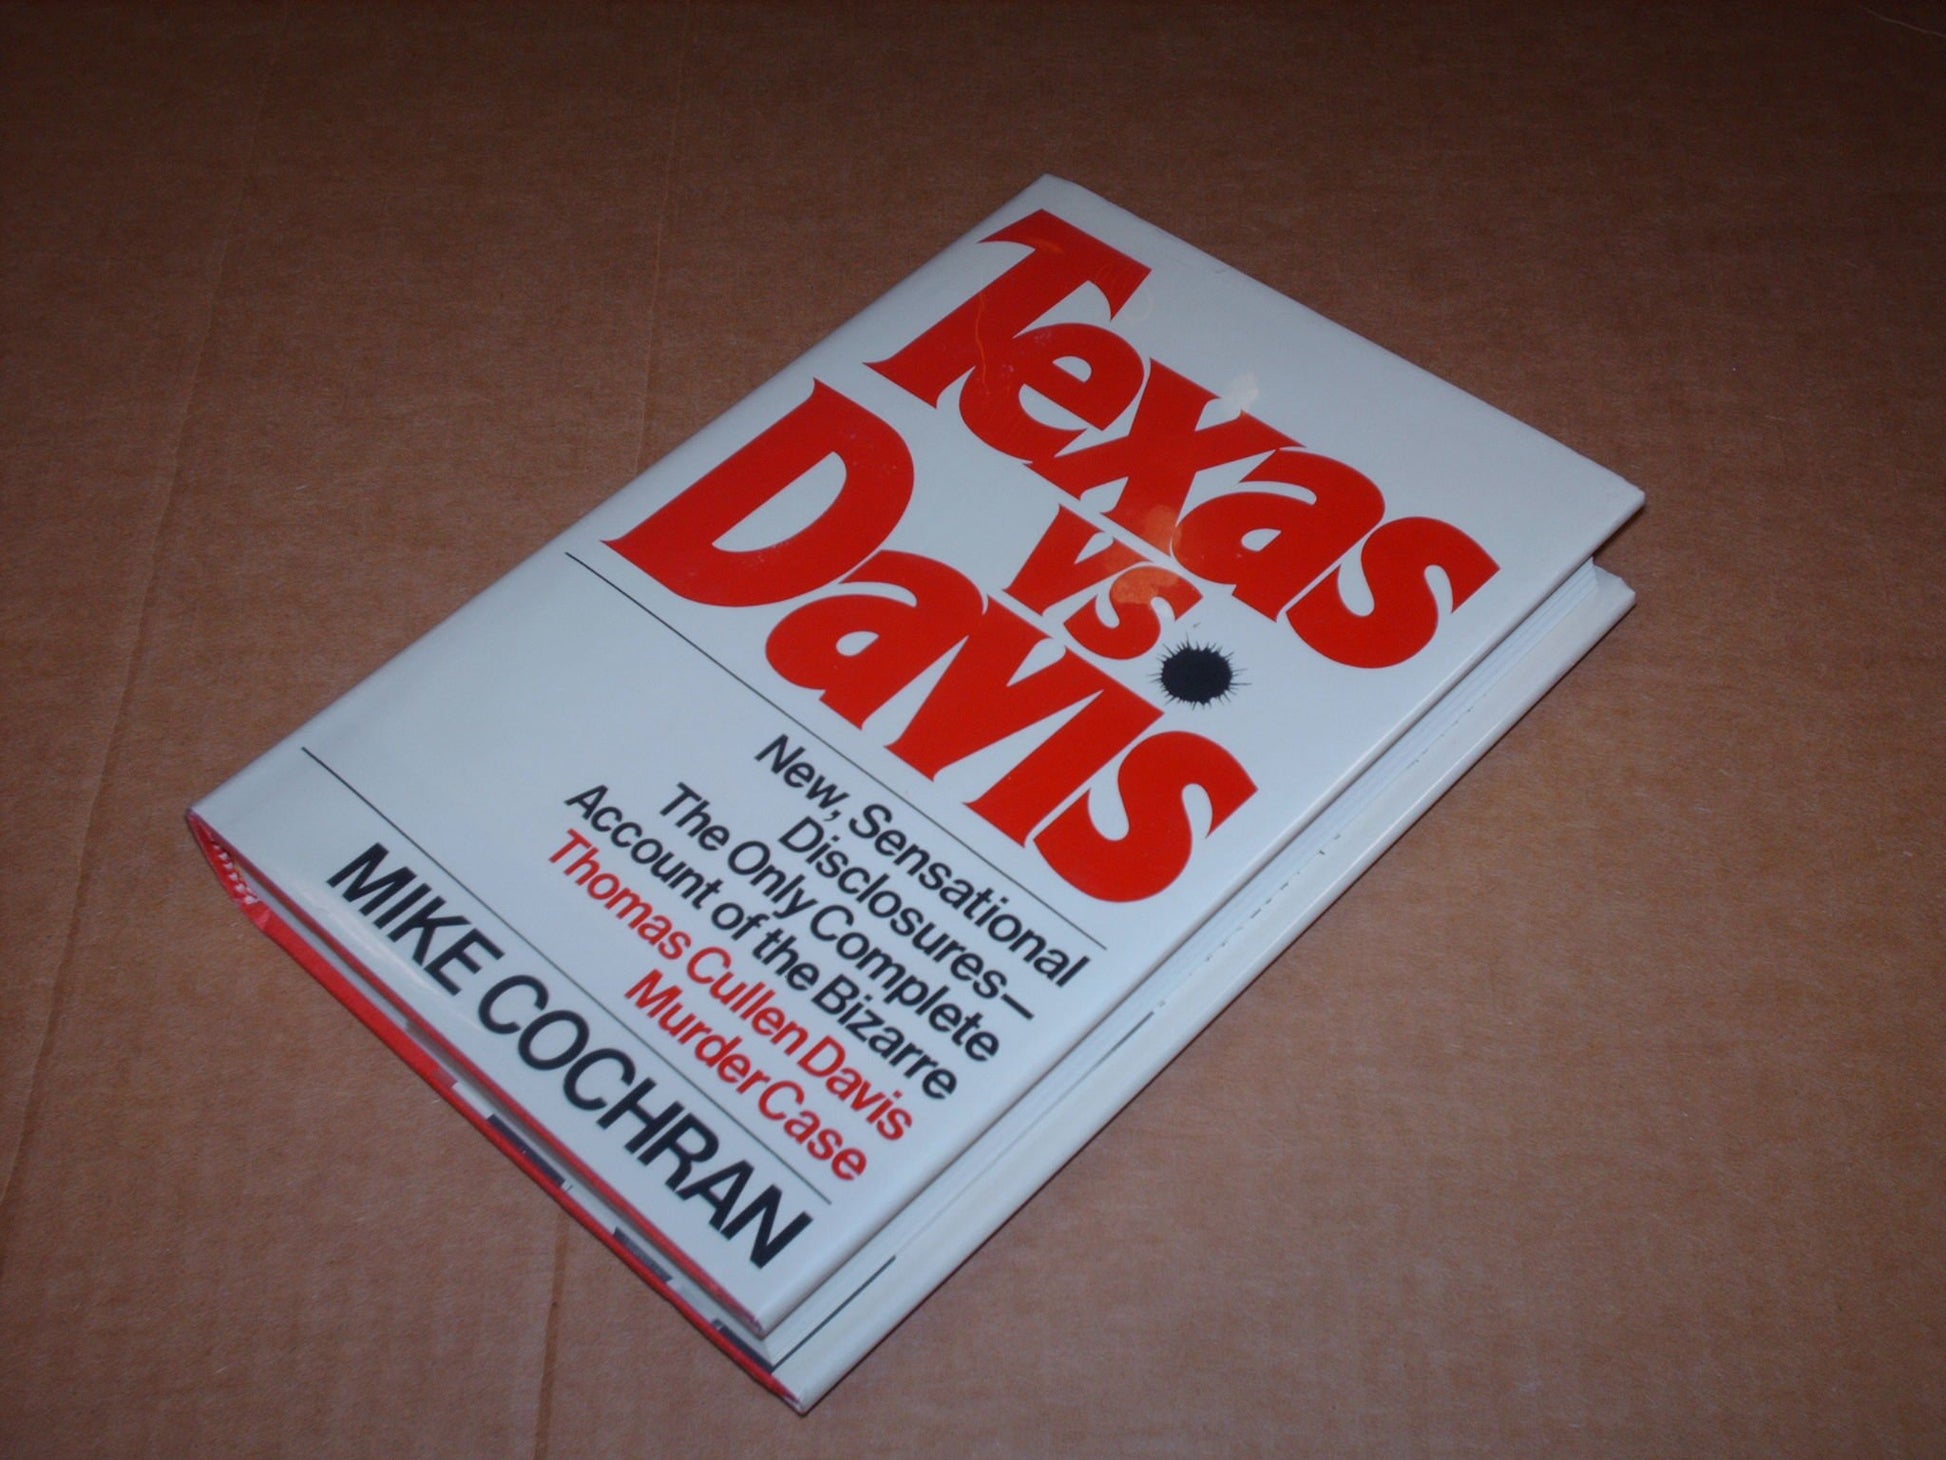 Texas
vs
Davis
New, Sensational
Disclosures—
The Only Complete
Account of the Bizarre
Thomas Cullen Davis
Murder Case
MIKE COCHRAN